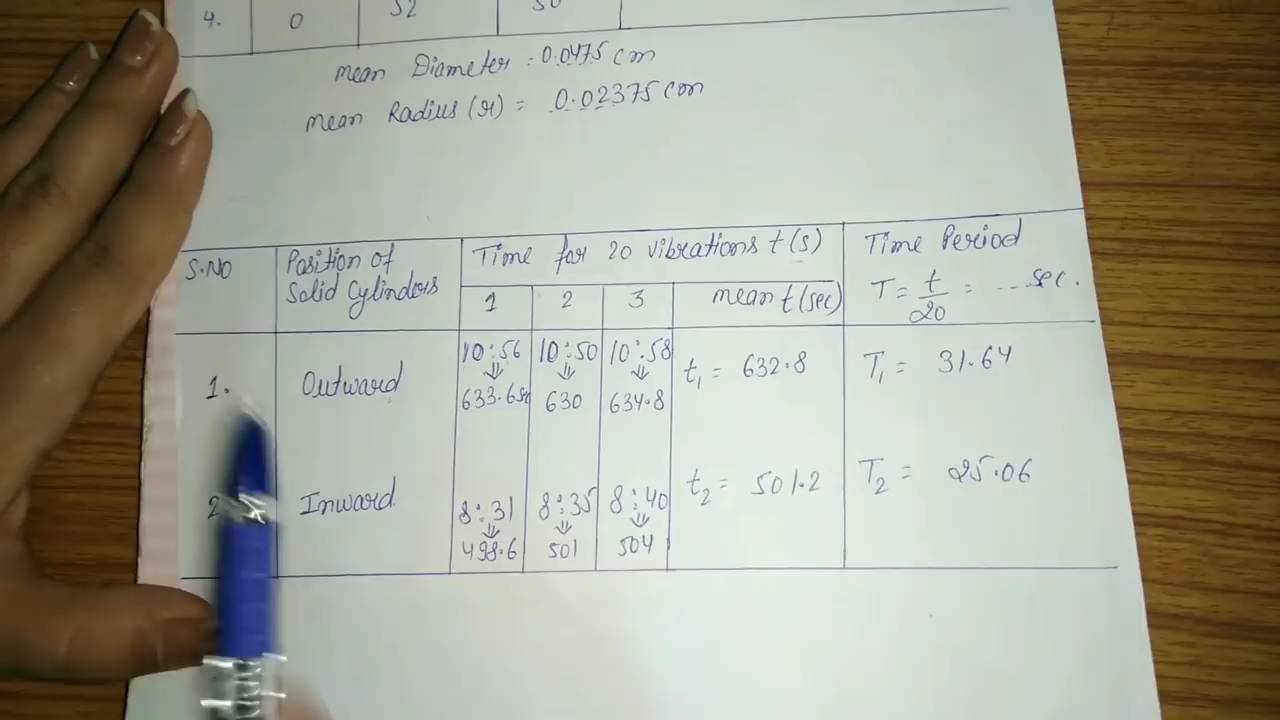 4. 0 52 50
mean Diameter = 0.0475 cm
mean Radius (r) = 0.02375 cm
S.NO Position of Solid Cylinders Time for 20 vibrations t(s) Time Period
1 2 3 mean t(sec) T = t/20 = ...sec.
10:56 10:50 10:58
1. Outward 633.6 630 634.8 t₁ = 632.8 T₁ = 31.64
8:31 8:35 8:40
2. Inward 498.6 501 504 t₂ = 501.2 T₂ = 25.06